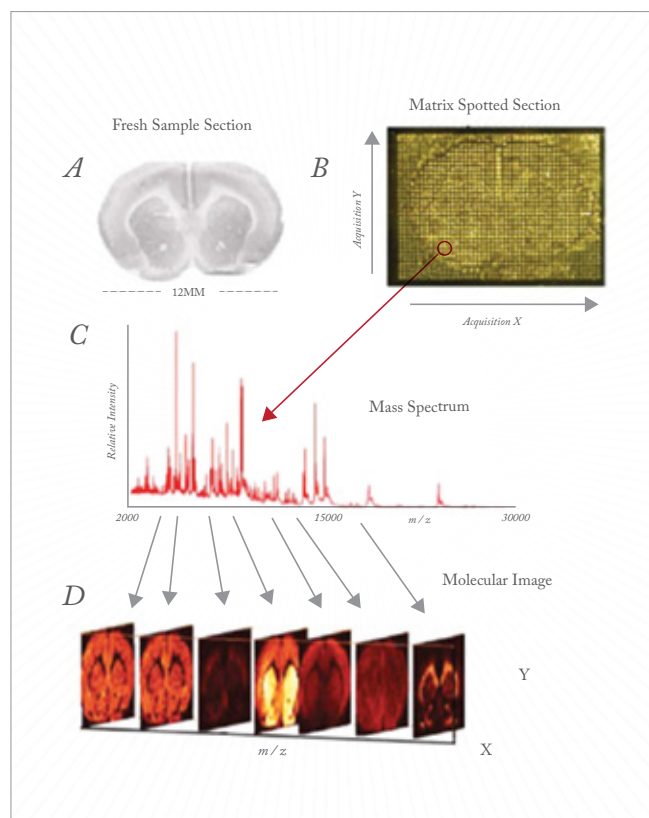 Matrix Spotted Section
Fresh Sample Section
A
B
Acquisition Y
12MM
Acquisition X
C
Relative Intensity
Mass Spectrum
2000
15000
m / z
30000
Molecular Image
D
Y
m / z
X